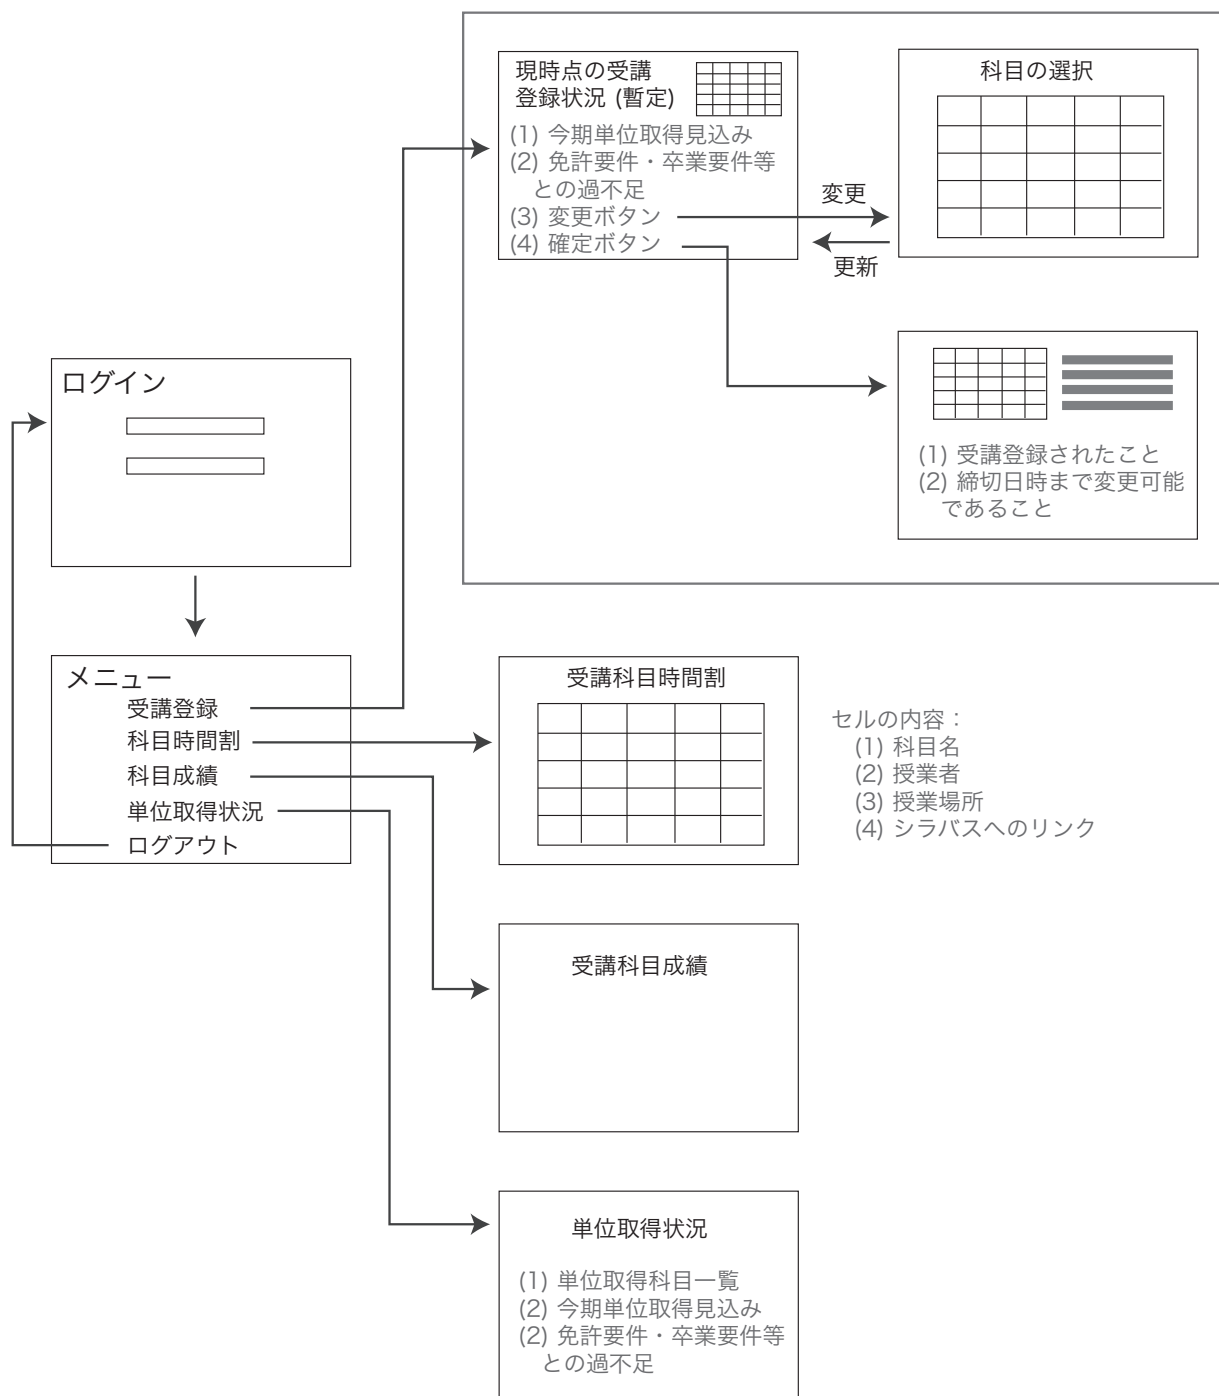 現時点の受講
登録状況 (暫定)
(1) 今期単位取得見込み
(2) 免許要件・卒業要件等
との過不足
(3) 変更ボタン
(4) 確定ボタン
変更
更新
科目の選択
(1) 受講登録されたこと
(2) 締切日時まで変更可能
であること
ログイン
メニュー
受講登録
科目時間割
科目成績
単位取得状況
ログアウト
受講科目時間割
セルの内容：
(1) 科目名
(2) 授業者
(3) 授業場所
(4) シラバスへのリンク
受講科目成績
単位取得状況
(1) 単位取得科目一覧
(2) 今期単位取得見込み
(2) 免許要件・卒業要件等
との過不足